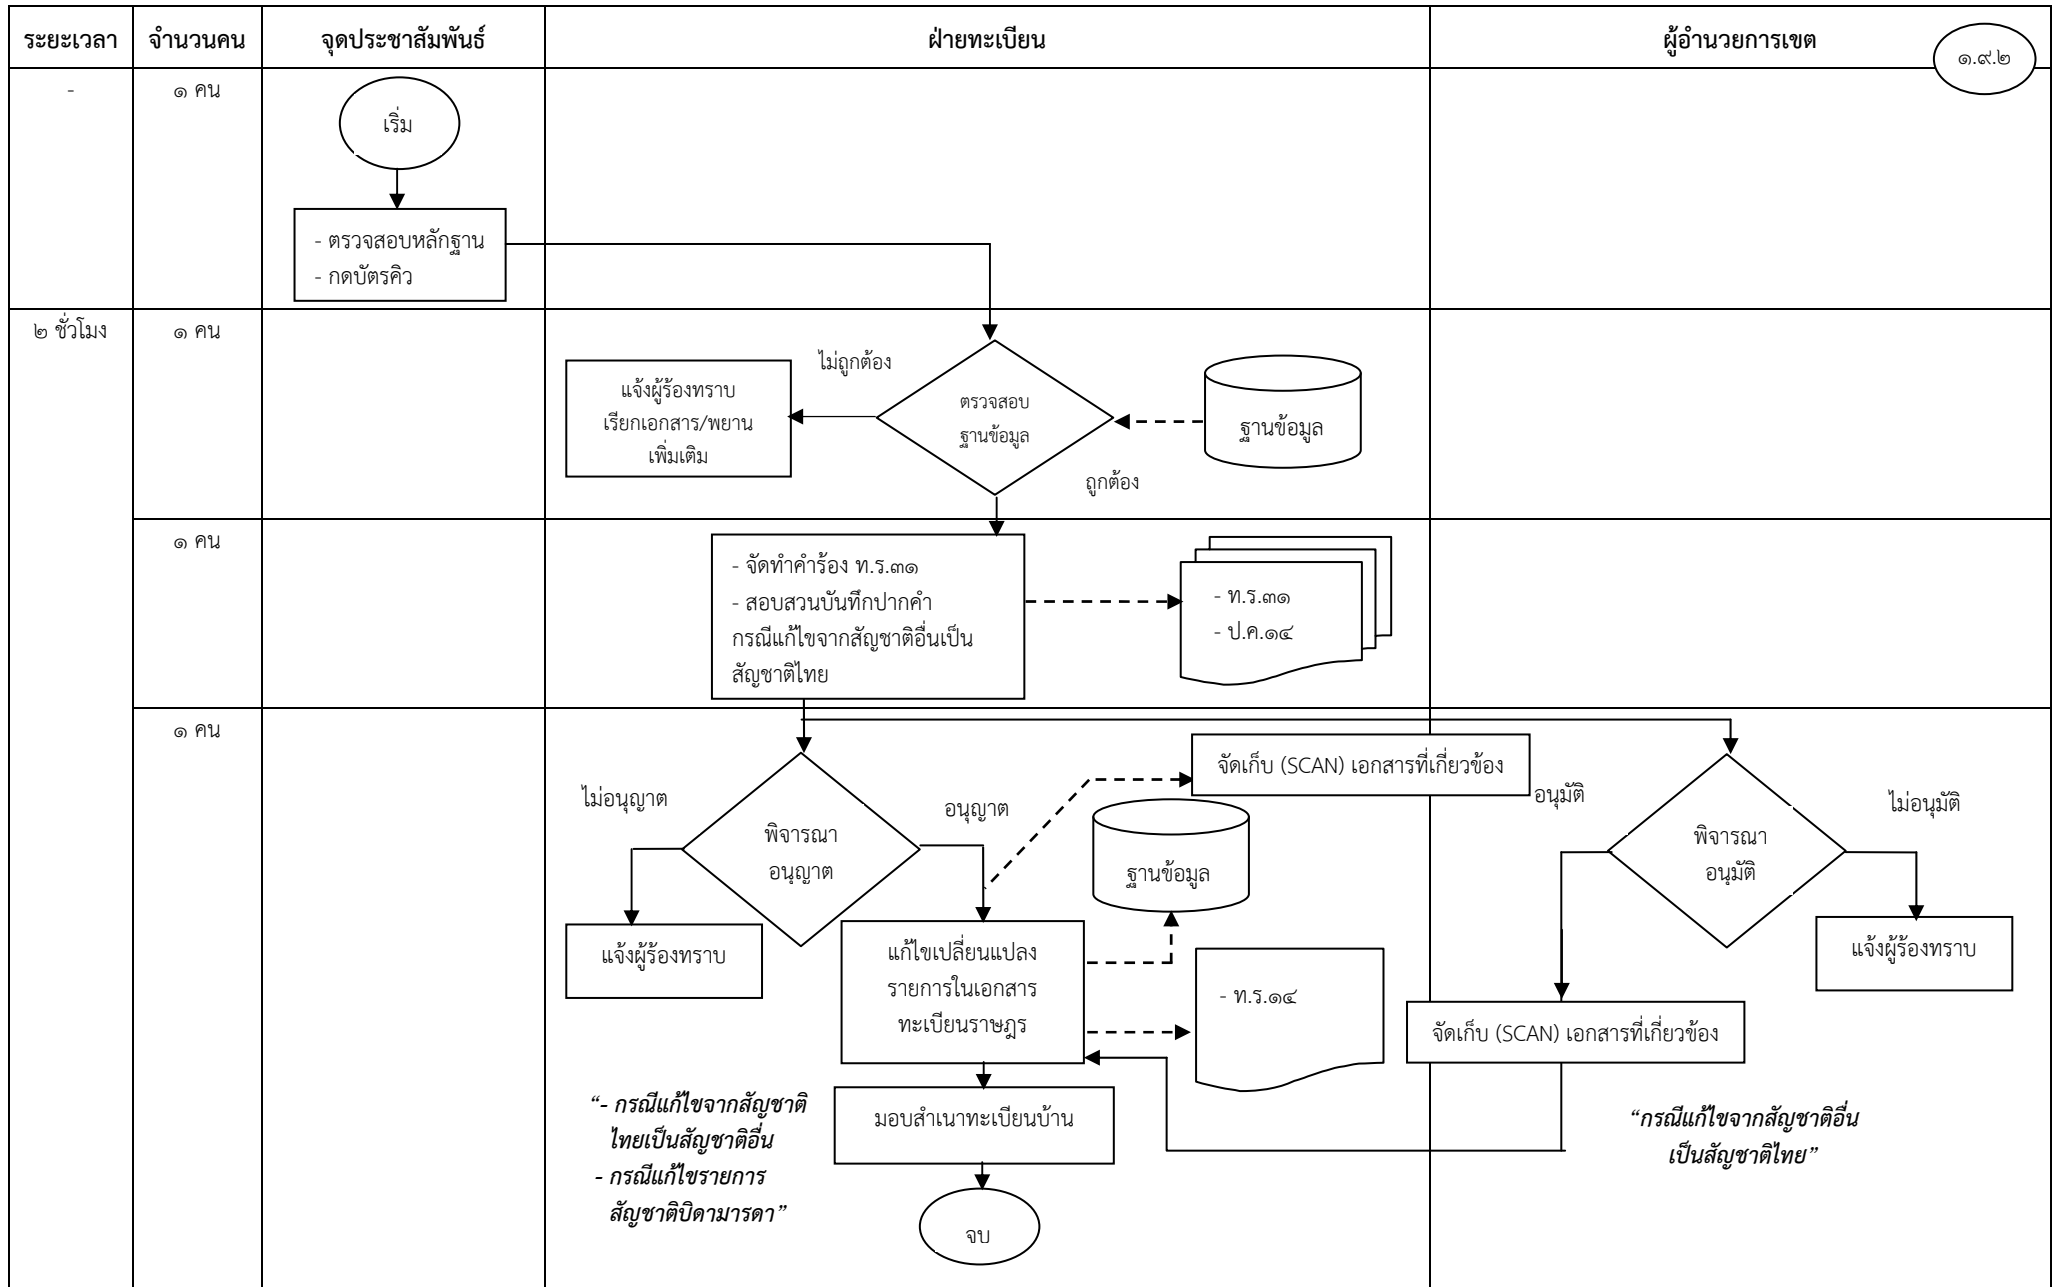 ระยะเวลา
จำนวนคน
จุดประชาสัมพันธ์
ฝ่ายทะเบียน
ผู้อำนวยการเขต
๑.๙.๒
-
๑ คน
เริ่ม
- ตรวจสอบหลักฐาน
- กดบัตรคิว
๒ ชั่วโมง
๑ คน
แจ้งผู้ร้องทราบ
เรียกเอกสาร/พยาน
เพิ่มเติม
ไม่ถูกต้อง
ตรวจสอบ
ฐานข้อมูล
ถูกต้อง
ฐานข้อมูล
๑ คน
- จัดทำคำร้อง ท.ร.๓๑
- สอบสวนบันทึกปากคำ
กรณีแก้ไขจากสัญชาติอื่นเป็น
สัญชาติไทย
- ท.ร.๓๑
- ป.ค.๑๔
๑ คน
ไม่อนุญาต
พิจารณา
อนุญาต
อนุญาต
จัดเก็บ (SCAN) เอกสารที่เกี่ยวข้อง
ฐานข้อมูล
อนุมัติ
พิจารณา
อนุมัติ
ไม่อนุมัติ
แจ้งผู้ร้องทราบ
แก้ไขเปลี่ยนแปลง
รายการในเอกสาร
ทะเบียนราษฎร
- ท.ร.๑๔
แจ้งผู้ร้องทราบ
จัดเก็บ (SCAN) เอกสารที่เกี่ยวข้อง
“- กรณีแก้ไขจากสัญชาติ
ไทยเป็นสัญชาติอื่น
- กรณีแก้ไขรายการ
สัญชาติบิดามารดา”
มอบสำเนาทะเบียนบ้าน
“กรณีแก้ไขจากสัญชาติอื่น
เป็นสัญชาติไทย”
จบ